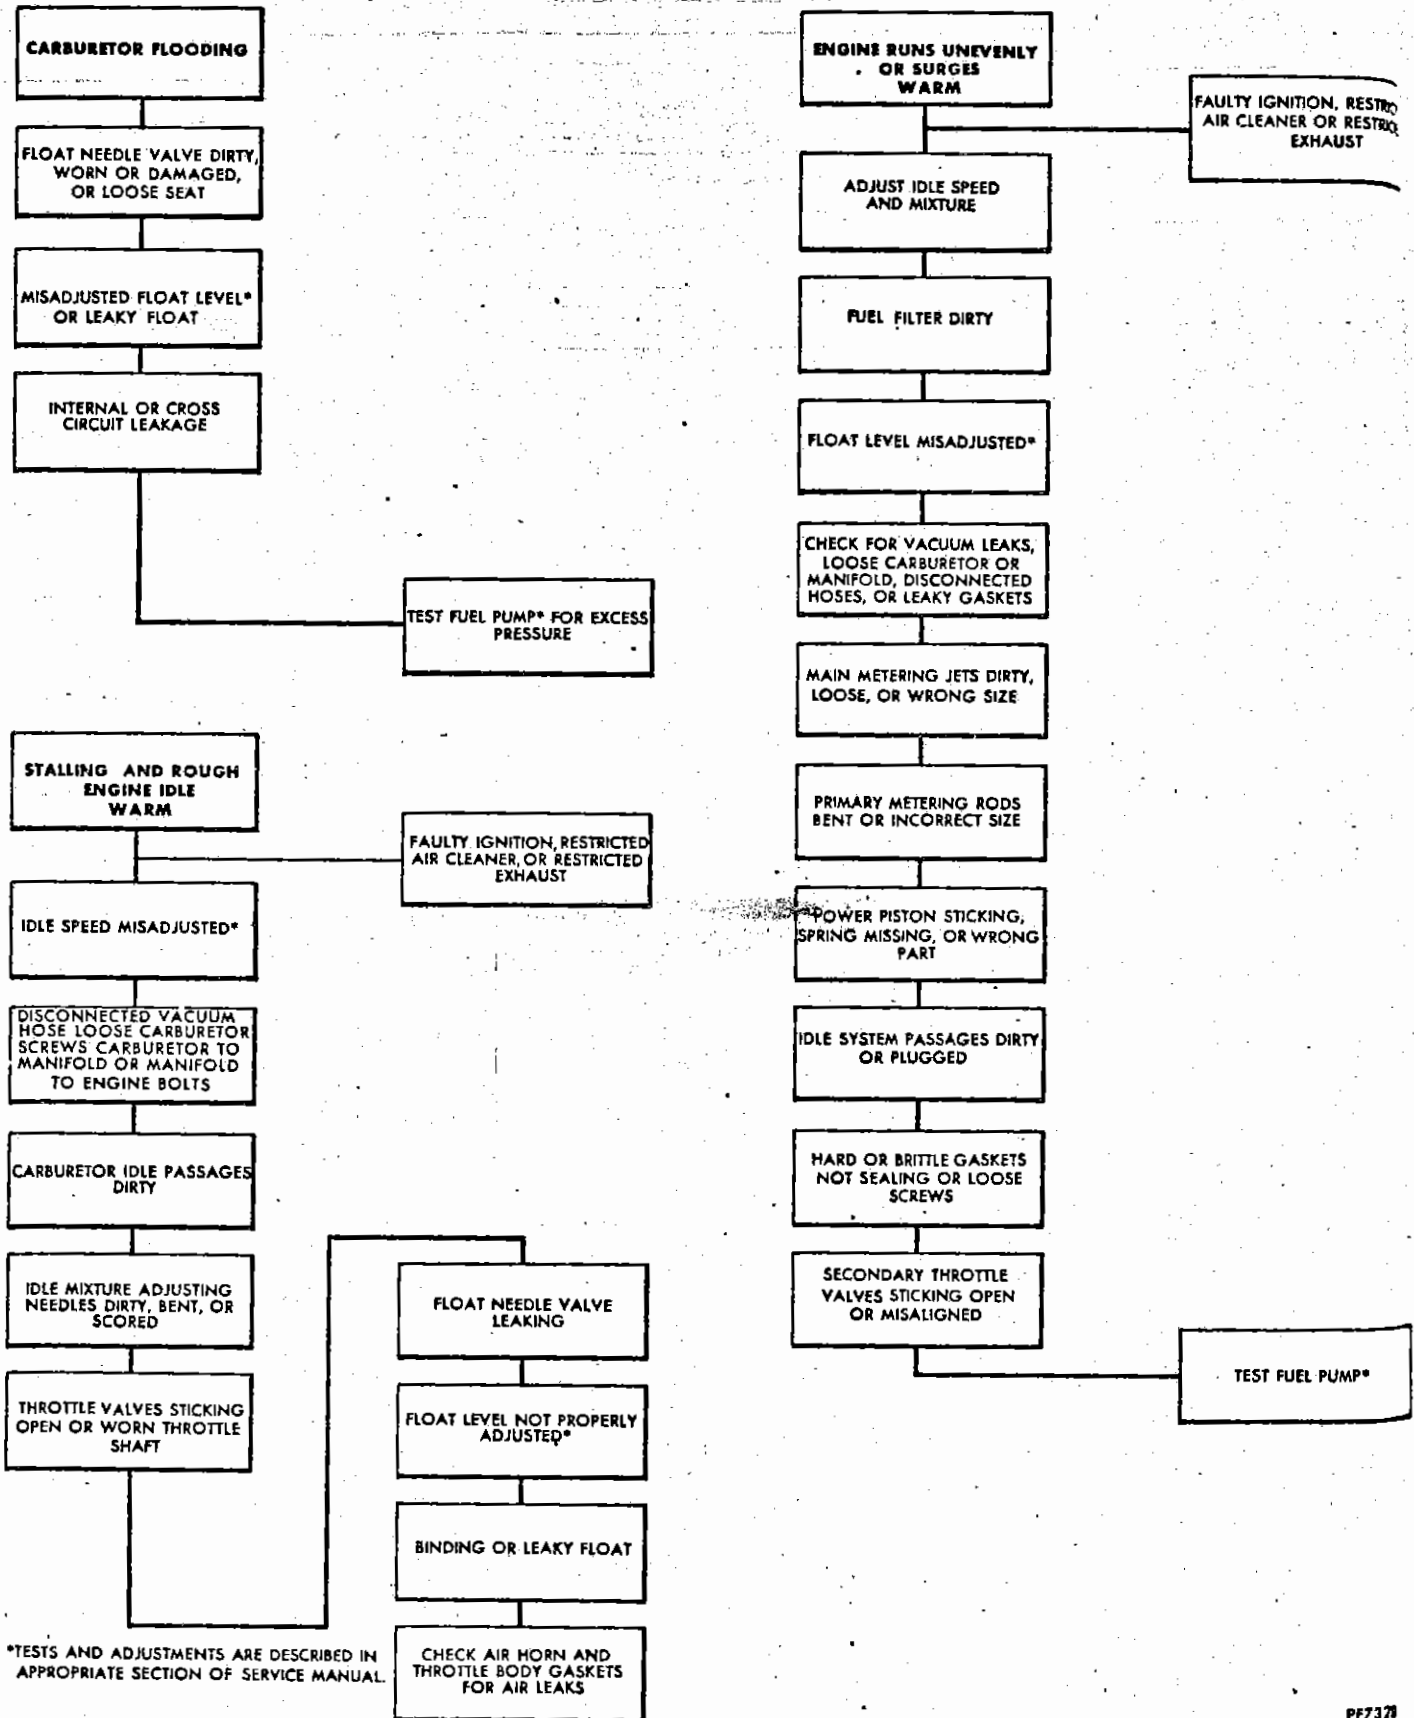 CARBURETOR FLOODING
FLOAT NEEDLE VALVE DIRTY,
WORN OR DAMAGED,
OR LOOSE SEAT
MISADJUSTED FLOAT LEVEL*
OR LEAKY FLOAT
INTERNAL OR CROSS
CIRCUIT LEAKAGE
TEST FUEL PUMP* FOR EXCESS
PRESSURE
STALLING AND ROUGH
ENGINE IDLE
WARM
FAULTY IGNITION, RESTRICTED
AIR CLEANER, OR RESTRICTED
EXHAUST
IDLE SPEED MISADJUSTED*
DISCONNECTED VACUUM
HOSE LOOSE CARBURETOR
SCREWS CARBURETOR TO
MANIFOLD OR MANIFOLD
TO ENGINE BOLTS
CARBURETOR IDLE PASSAGES
DIRTY
IDLE MIXTURE ADJUSTING
NEEDLES DIRTY, BENT, OR
SCORED
THROTTLE VALVES STICKING
OPEN OR WORN THROTTLE
SHAFT
FLOAT NEEDLE VALVE
LEAKING
FLOAT LEVEL NOT PROPERLY
ADJUSTED*
BINDING OR LEAKY FLOAT
CHECK AIR HORN AND
THROTTLE BODY GASKETS
FOR AIR LEAKS
*TESTS AND ADJUSTMENTS ARE DESCRIBED IN
APPROPRIATE SECTION OF SERVICE MANUAL.
ENGINE RUNS UNEVENLY
OR SURGES
WARM
FAULTY IGNITION,
AIR CLEANER OR
EXHAUST
ADJUST IDLE SPEED
AND MIXTURE
FUEL FILTER DIRTY
FLOAT LEVEL MISADJUSTED*
CHECK FOR VACUUM LEAKS,
LOOSE CARBURETOR OR
MANIFOLD, DISCONNECTED
HOSES, OR LEAKY GASKETS
MAIN METERING JETS DIRTY,
LOOSE, OR WRONG SIZE
PRIMARY METERING RODS
BENT OR INCORRECT SIZE
POWER PISTON STICKING,
SPRING MISSING, OR WRONG
PART
IDLE SYSTEM PASSAGES DIRTY
OR PLUGGED
HARD OR BRITTLE GASKETS
NOT SEALING OR LOOSE
SCREWS
SECONDARY THROTTLE
VALVES STICKING OPEN
OR MISALIGNED
TEST FUEL PUMP*